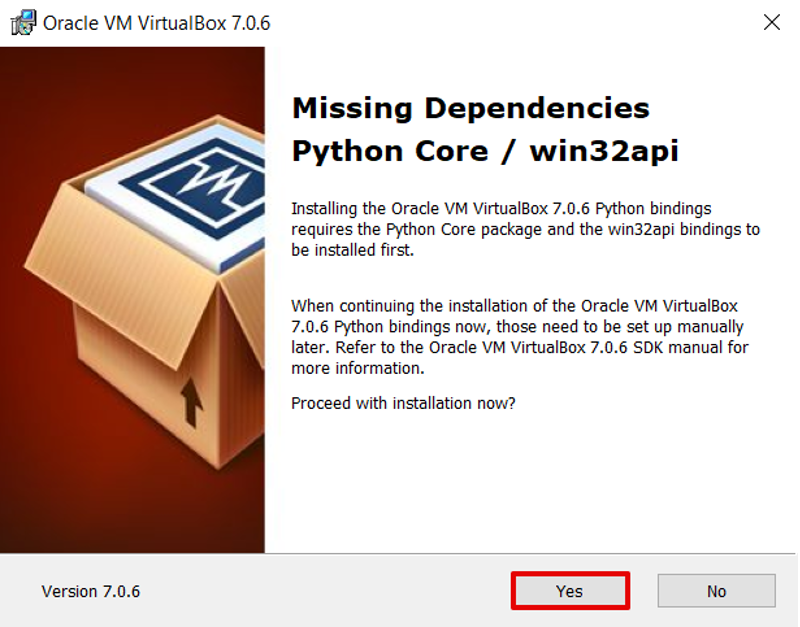 Oracle VM VirtualBox 7.0.6
Missing Dependencies
Python Core / win32api
Installing the Oracle VM VirtualBox 7.0.6 Python bindings
requires the Python Core package and the win32api bindings to
be installed first.
When continuing the installation of the Oracle VM VirtualBox
7.0.6 Python bindings now, those need to be set up manually
later. Refer to the Oracle VM VirtualBox 7.0.6 SDK manual for
more information.
Proceed with installation now?
Version 7.0.6
Yes
No